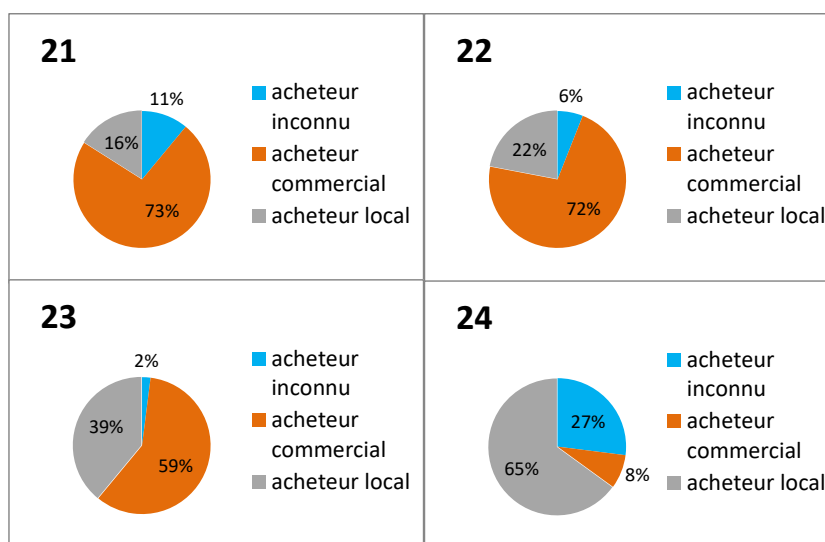 21
11%
16%
73%
acheteur
inconnu
acheteur
commercial
acheteur local
22
6%
22%
72%
acheteur
inconnu
acheteur
commercial
acheteur local
23
2%
39%
59%
acheteur
inconnu
acheteur
commercial
acheteur local
24
27%
8%
65%
acheteur
inconnu
acheteur
commercial
acheteur local